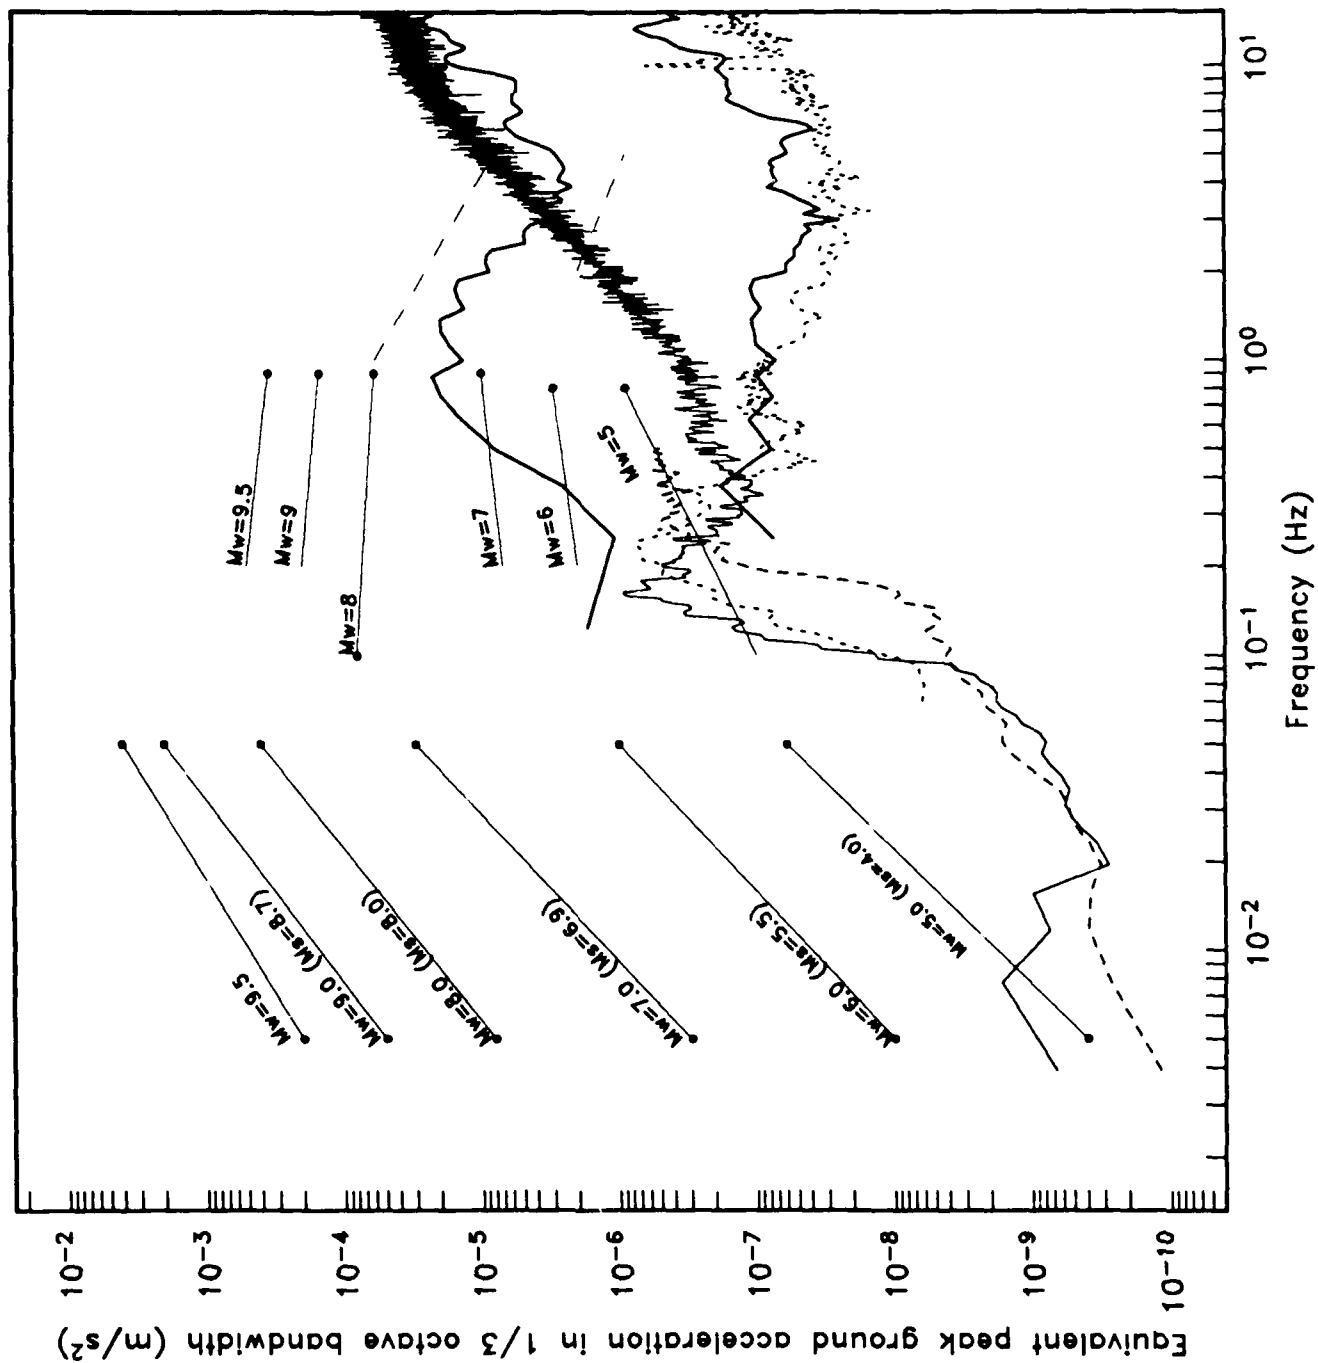 Equivalent peak ground acceleration in 1/3 octave bandwidth (m/s²)
10⁻²
10⁻³
10⁻⁴
10⁻⁵
10⁻⁶
10⁻⁷
10⁻⁸
10⁻⁹
10⁻¹⁰
Mw=9.5
Mw=9.0 (Ms=8.7)
Mw=8.0 (Ms=8.0)
Mw=7.0 (Ms=6.9)
Mw=6.0 (Ms=5.5)
Mw=5.0 (Ms=4.0)
Mw=9.5
Mw=9
Mw=8
Mw=7
Mw=6
Mw=5
10⁻²
10⁻¹
10⁰
10¹
Frequency (Hz)